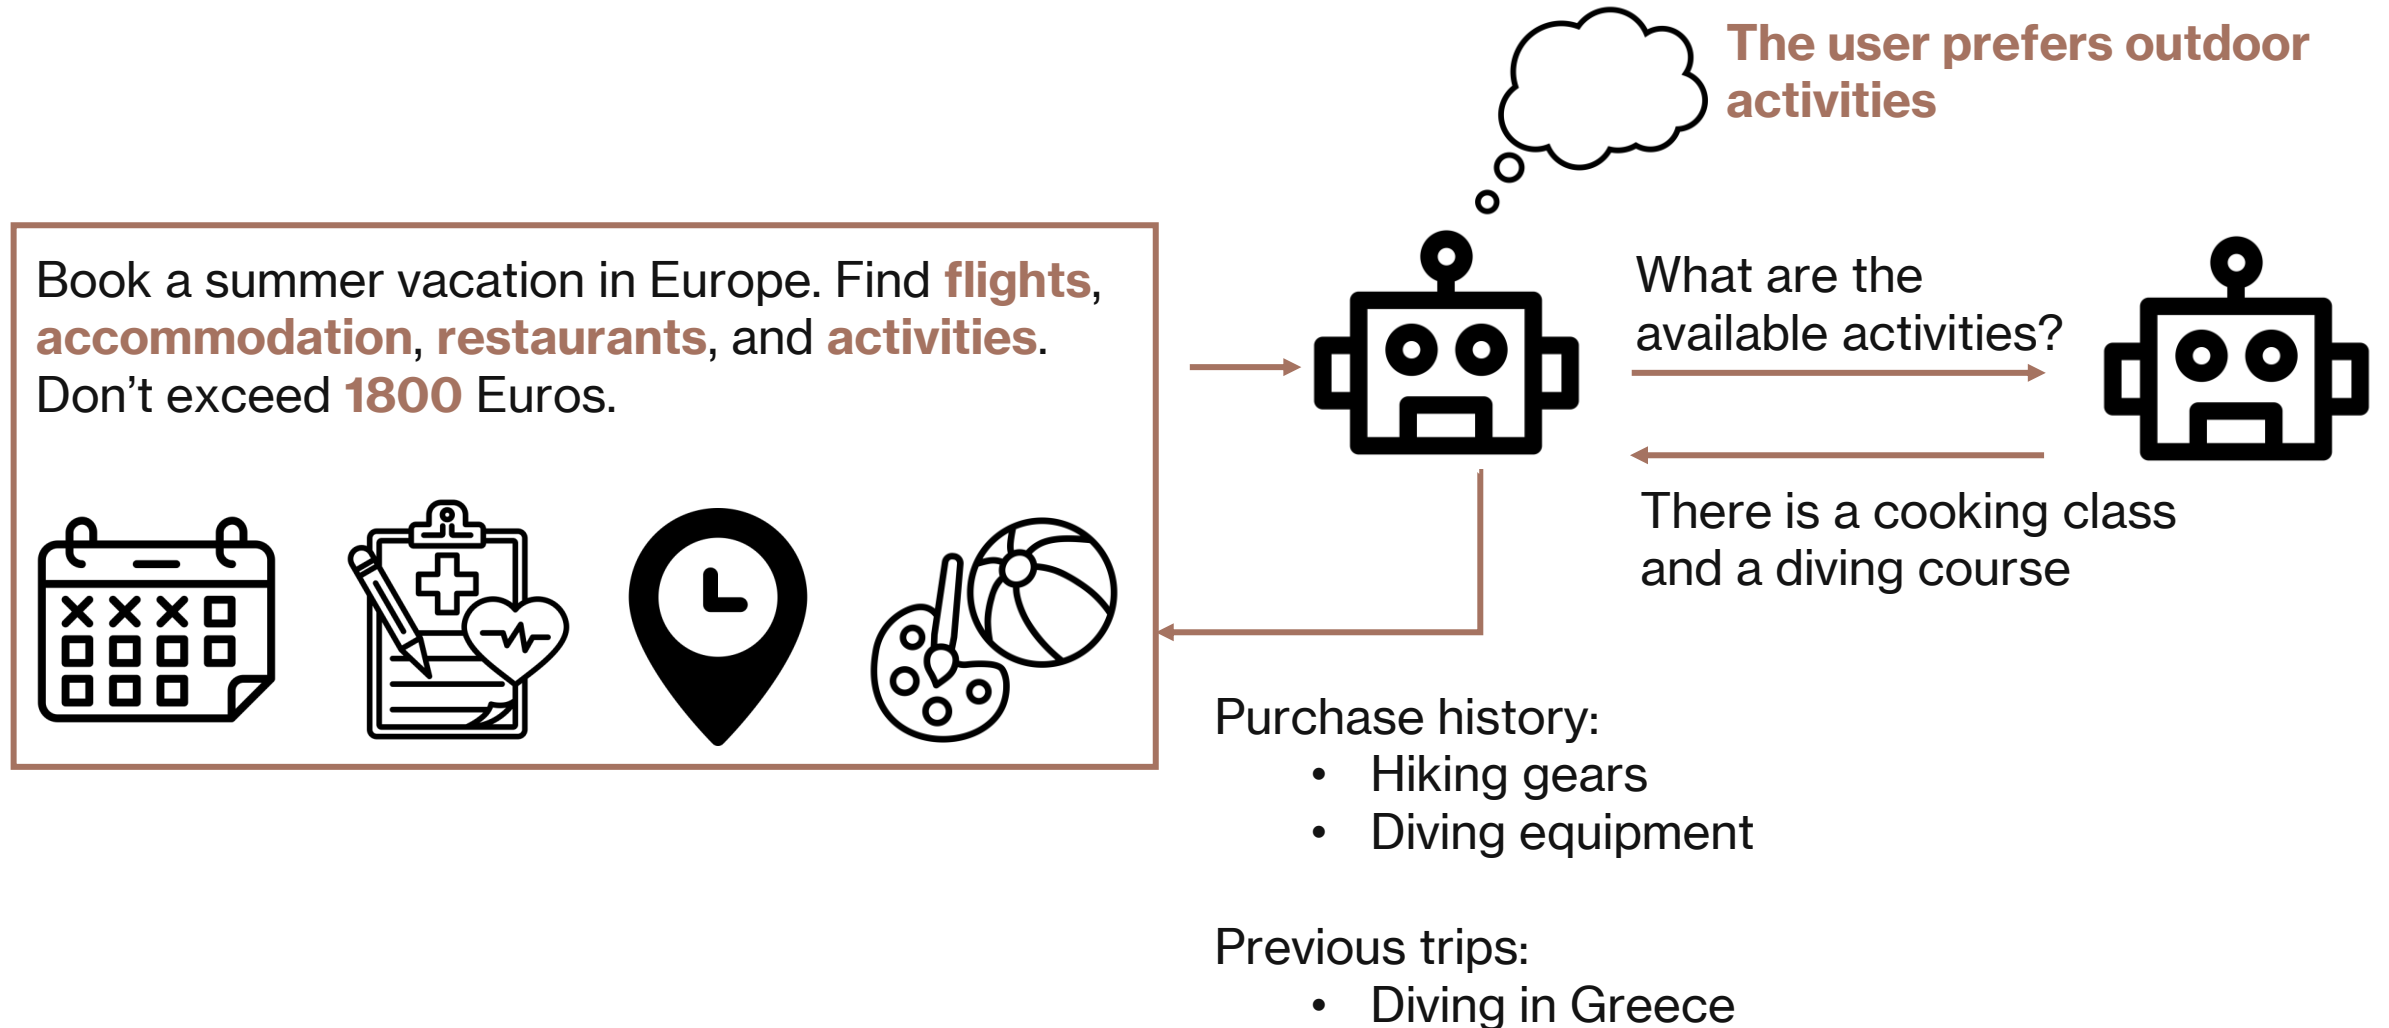 The user prefers outdoor
activities
Book a summer vacation in Europe. Find flights,
accommodation, restaurants, and activities.
Don’t exceed 1800 Euros.
What are the
available activities?
There is a cooking class
and a diving course
Purchase history:
• Hiking gears
• Diving equipment
Previous trips:
• Diving in Greece